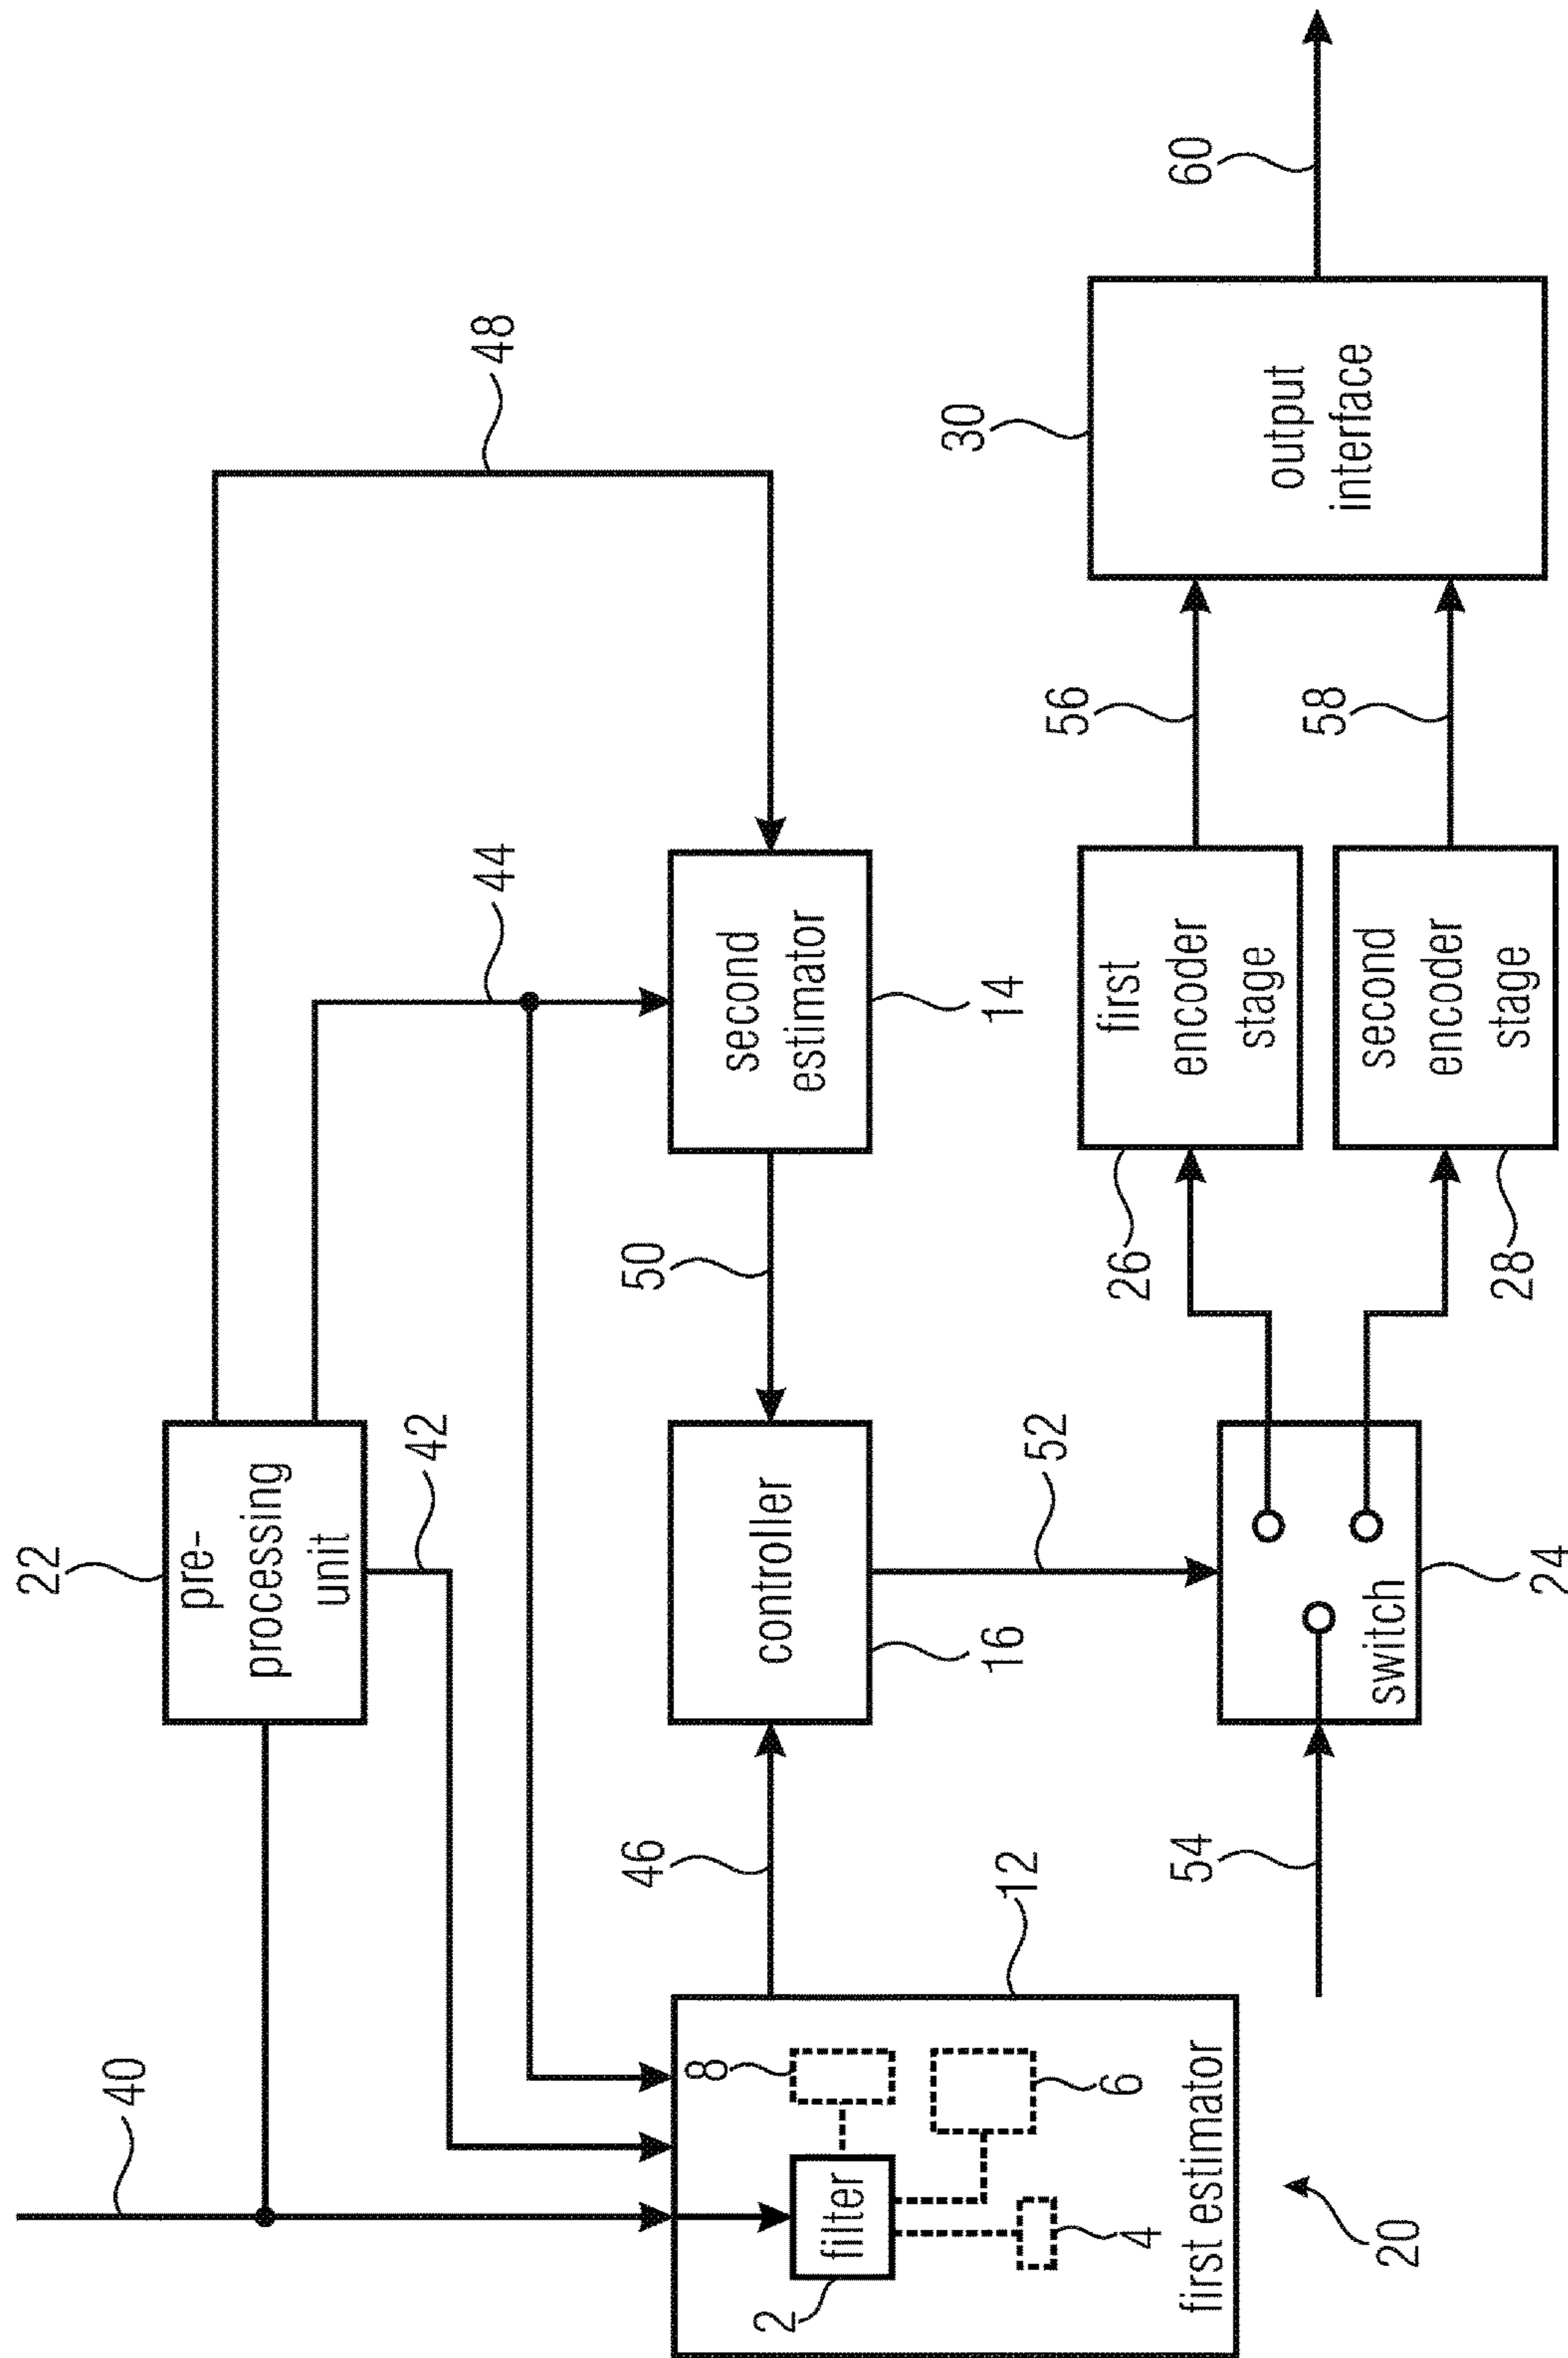 40
22
pre-
processing
unit
42
44
48
12
first estimator
2
filter
8
6
4
20
46
controller
16
50
second
estimator
14
52
54
switch
24
26
first
encoder
stage
28
second
encoder
stage
56
58
30
output
interface
60